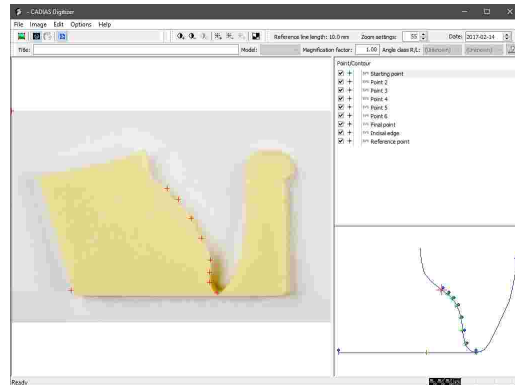 - CADIAS Digitizer
File Image Edit Options Help
Reference line length: 10.0 mm Zoom settings: 55 Date: 2017-02-14
Title: Model: Magnification factor: 1.00 Angle class R/L: (Unknown) (Unknown)
Point/Contour
Starting point
Point 2
Point 3
Point 4
Point 5
Point 6
Final point
Incisal edge
Reference point
Ready